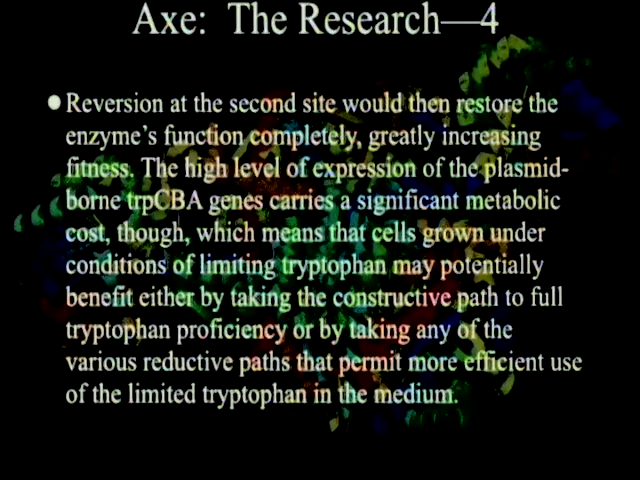 Axe: The Research—4
● Reversion at the second site would then restore the
enzyme's function completely, greatly increasing
fitness. The high level of expression of the plasmid-
borne trpCBA genes carries a significant metabolic
cost, though, which means that cells grown under
conditions of limiting tryptophan may potentially
benefit either by taking the constructive path to full
tryptophan proficiency or by taking any of the
various reductive paths that permit more efficient use
of the limited tryptophan in the medium.